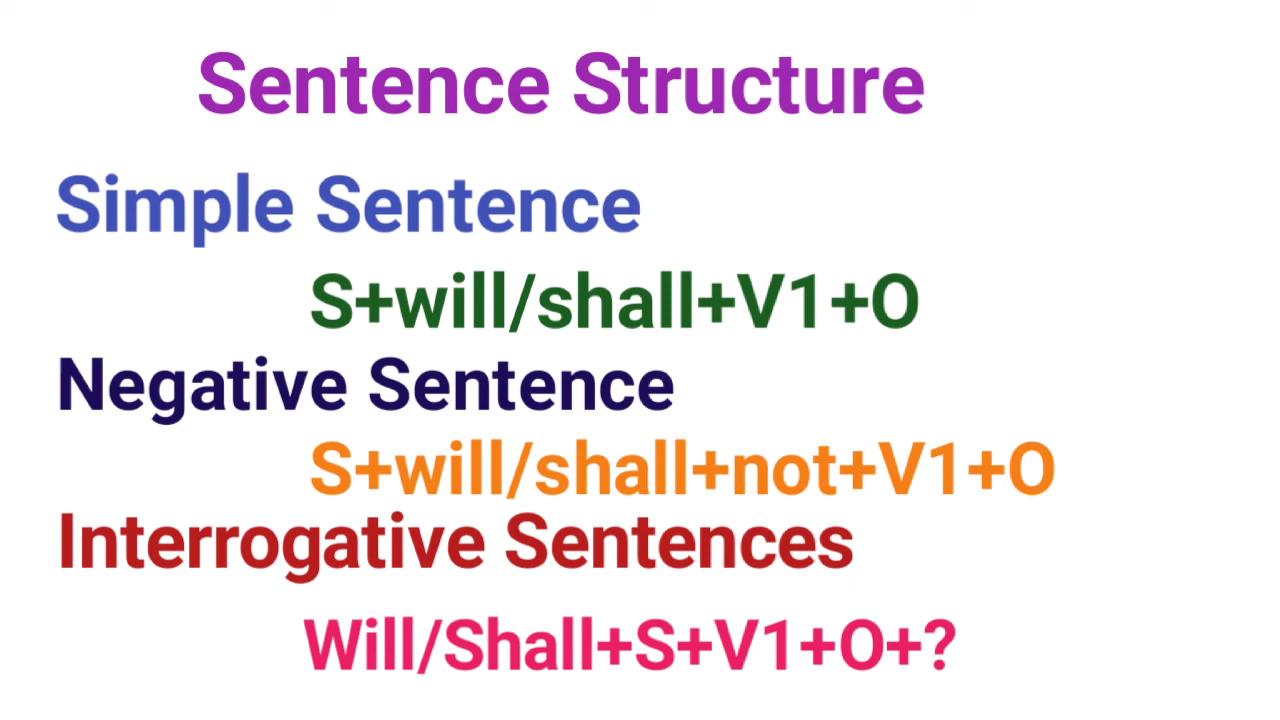 Sentence Structure
Simple Sentence
S+will/shall+V1+O
Negative Sentence
S+will/shall+not+V1+O
Interrogative Sentences
Will/Shall+S+V1+O+?